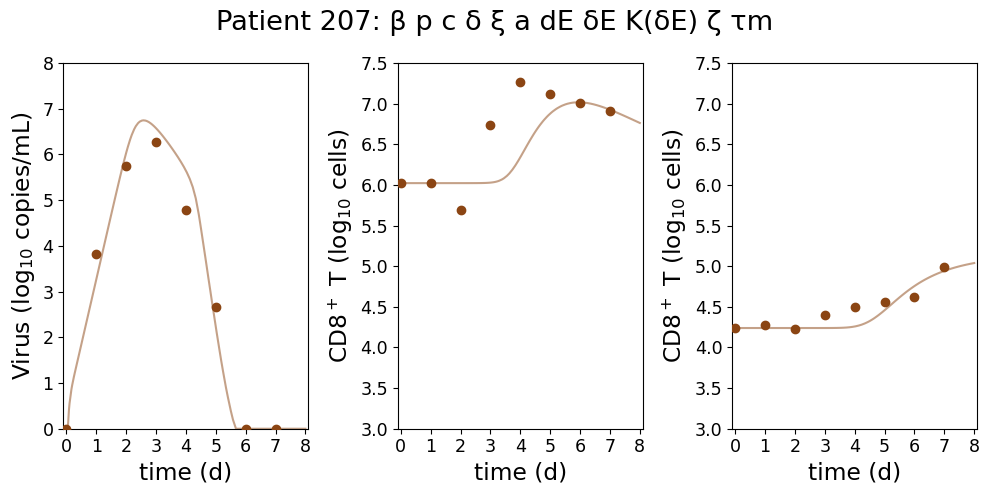 Patient 207: β p c δ ξ a dE δE K(δE) ζ τm
Virus (log₁₀ copies/mL)
8
7
6
5
4
3
2
1
0
0 1 2 3 4 5 6 7 8
time (d)
CD8⁺ T (log₁₀ cells)
7.5
7.0
6.5
6.0
5.5
5.0
4.5
4.0
3.5
3.0
0 1 2 3 4 5 6 7 8
time (d)
CD8⁺ T (log₁₀ cells)
7.5
7.0
6.5
6.0
5.5
5.0
4.5
4.0
3.5
3.0
0 1 2 3 4 5 6 7 8
time (d)